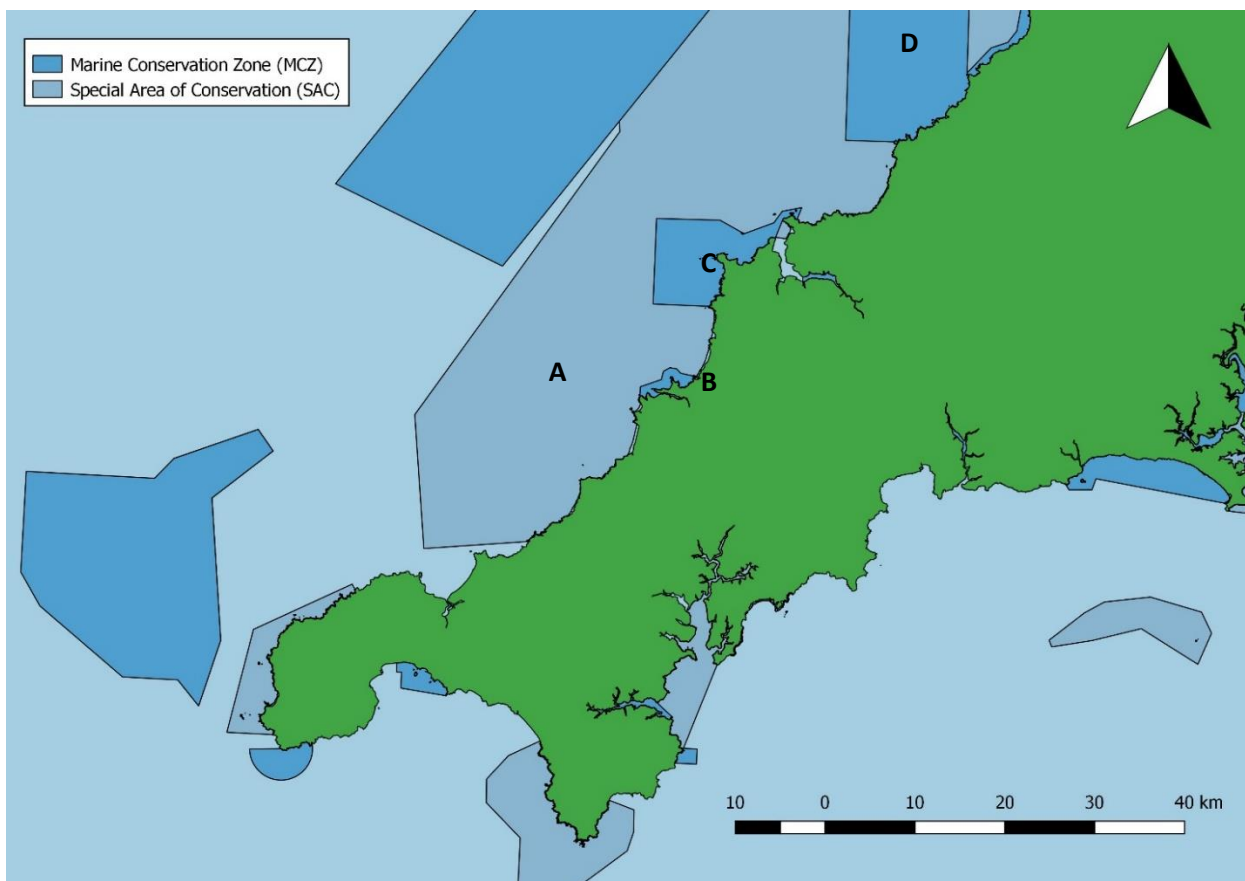 D
Marine Conservation Zone (MCZ)
Special Area of Conservation (SAC)
C
A
B
10 0 10 20 30 40 km